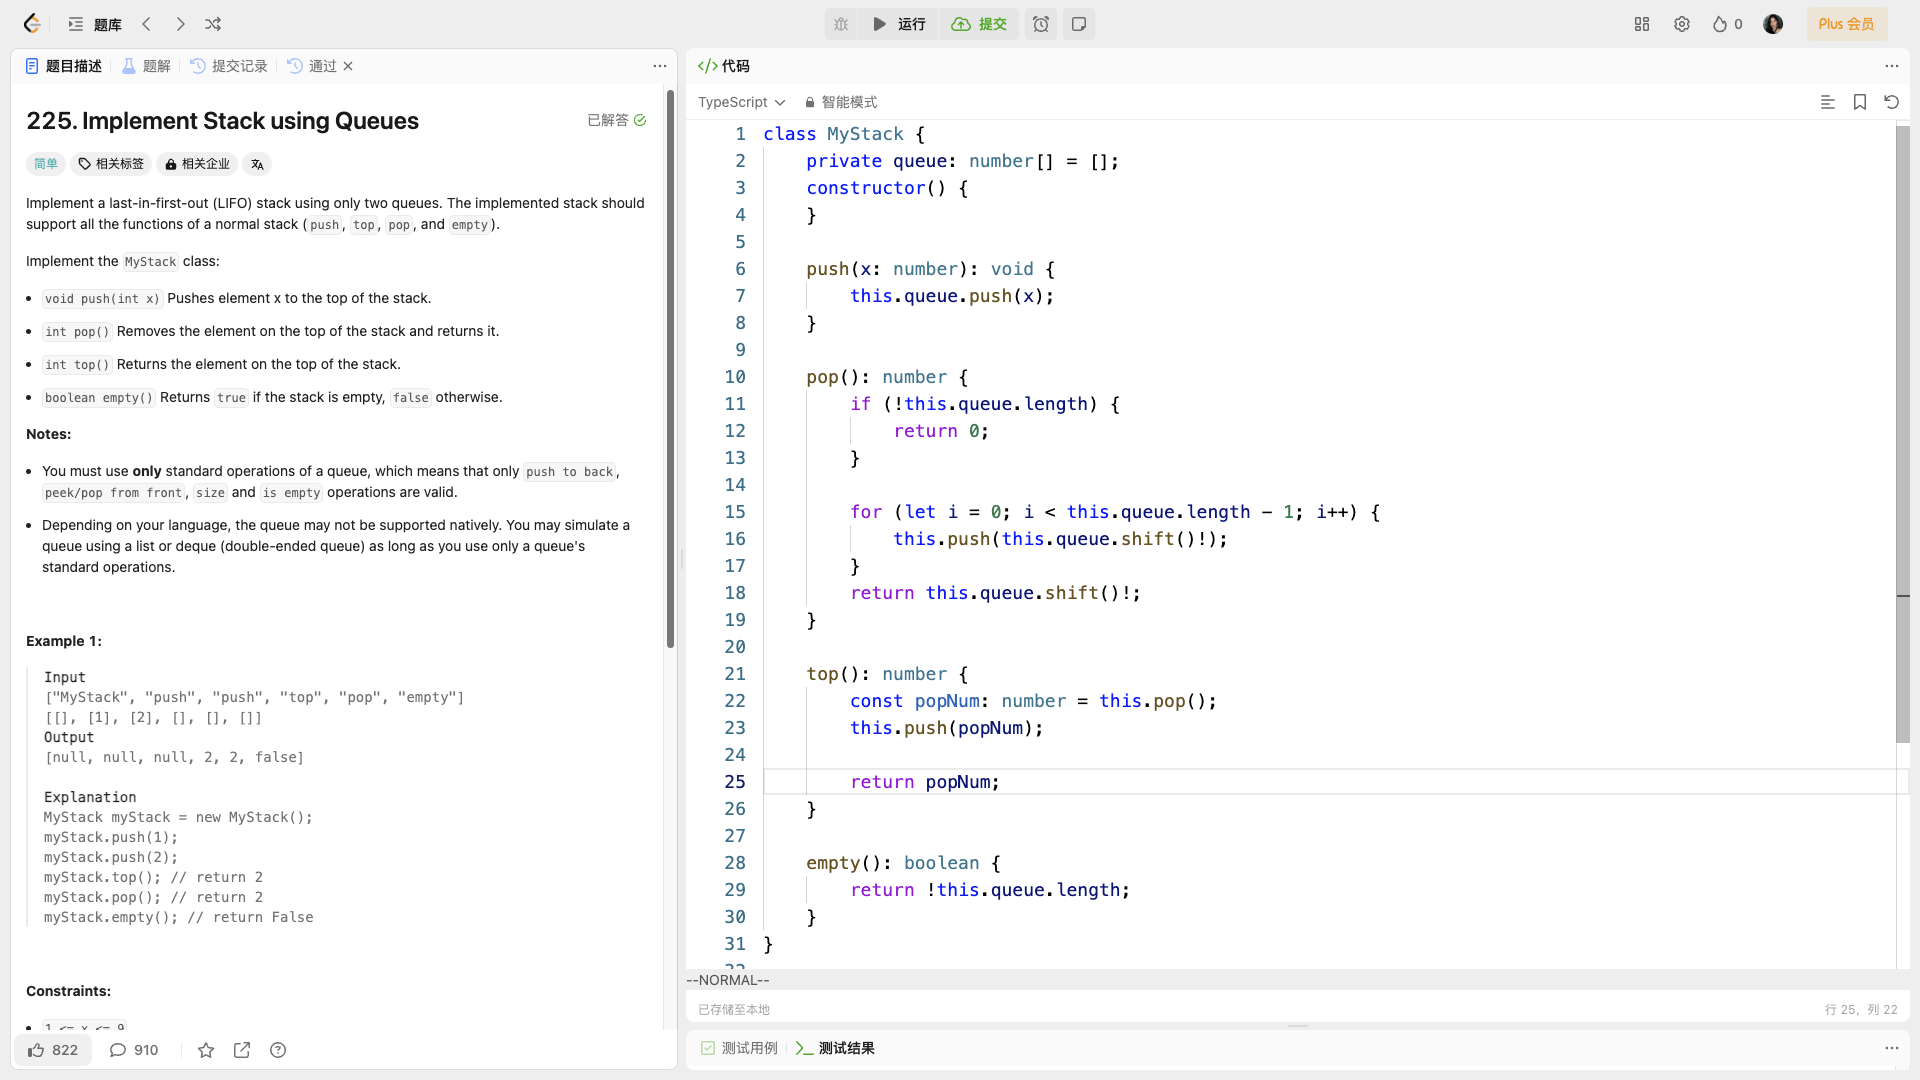 题库
运行
提交
0
Plus 会员
题目描述
题解
提交记录
通过
225. Implement Stack using Queues
已解答
简单
相关标签
相关企业
Implement a last-in-first-out (LIFO) stack using only two queues. The implemented stack should
support all the functions of a normal stack (push, top, pop, and empty).
Implement the MyStack class:
• void push(int x) Pushes element x to the top of the stack.
• int pop() Removes the element on the top of the stack and returns it.
• int top() Returns the element on the top of the stack.
• boolean empty() Returns true if the stack is empty, false otherwise.
Notes:
• You must use only standard operations of a queue, which means that only push to back,
peek/pop from front, size and is empty operations are valid.
• Depending on your language, the queue may not be supported natively. You may simulate a
queue using a list or deque (double-ended queue) as long as you use only a queue's
standard operations.
Example 1:
Input
["MyStack", "push", "push", "top", "pop", "empty"]
[[], [1], [2], [], [], []]
Output
[null, null, null, 2, 2, false]
Explanation
MyStack myStack = new MyStack();
myStack.push(1);
myStack.push(2);
myStack.top(); // return 2
myStack.pop(); // return 2
myStack.empty(); // return False
Constraints:
• 1 <= x <= 9
822
910
</> 代码
TypeScript
智能模式
1 class MyStack {
2     private queue: number[] = [];
3     constructor() {
4     }
5
6     push(x: number): void {
7         this.queue.push(x);
8     }
9
10     pop(): number {
11         if (!this.queue.length) {
12             return 0;
13         }
14
15         for (let i = 0; i < this.queue.length - 1; i++) {
16             this.push(this.queue.shift()!);
17         }
18         return this.queue.shift()!;
19     }
20
21     top(): number {
22         const popNum: number = this.pop();
23         this.push(popNum);
24
25         return popNum;
26     }
27
28     empty(): boolean {
29         return !this.queue.length;
30     }
31 }
32
--NORMAL--
已存储至本地
行 25, 列 22
测试用例
测试结果